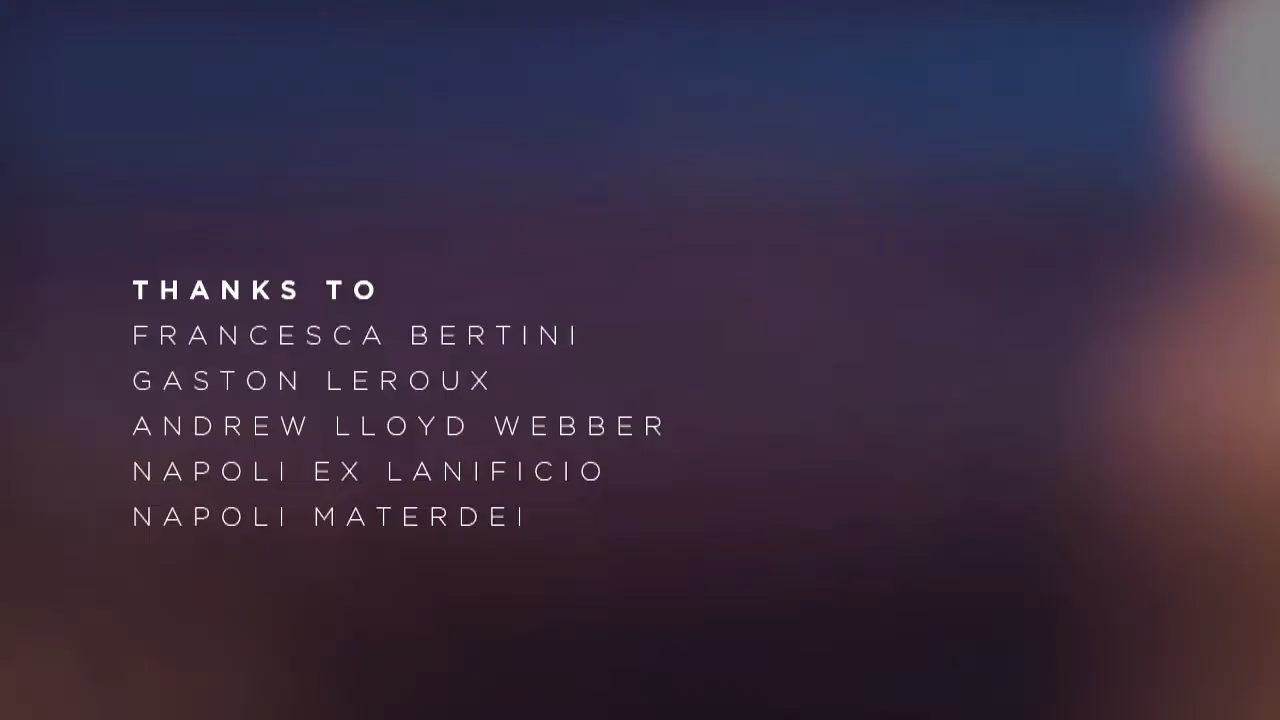 THANKS TO
FRANCESCA BERTINI
GASTON LEROUX
ANDREW LLOYD WEBBER
NAPOLI EX LANIFICIO
NAPOLI MATERDEI